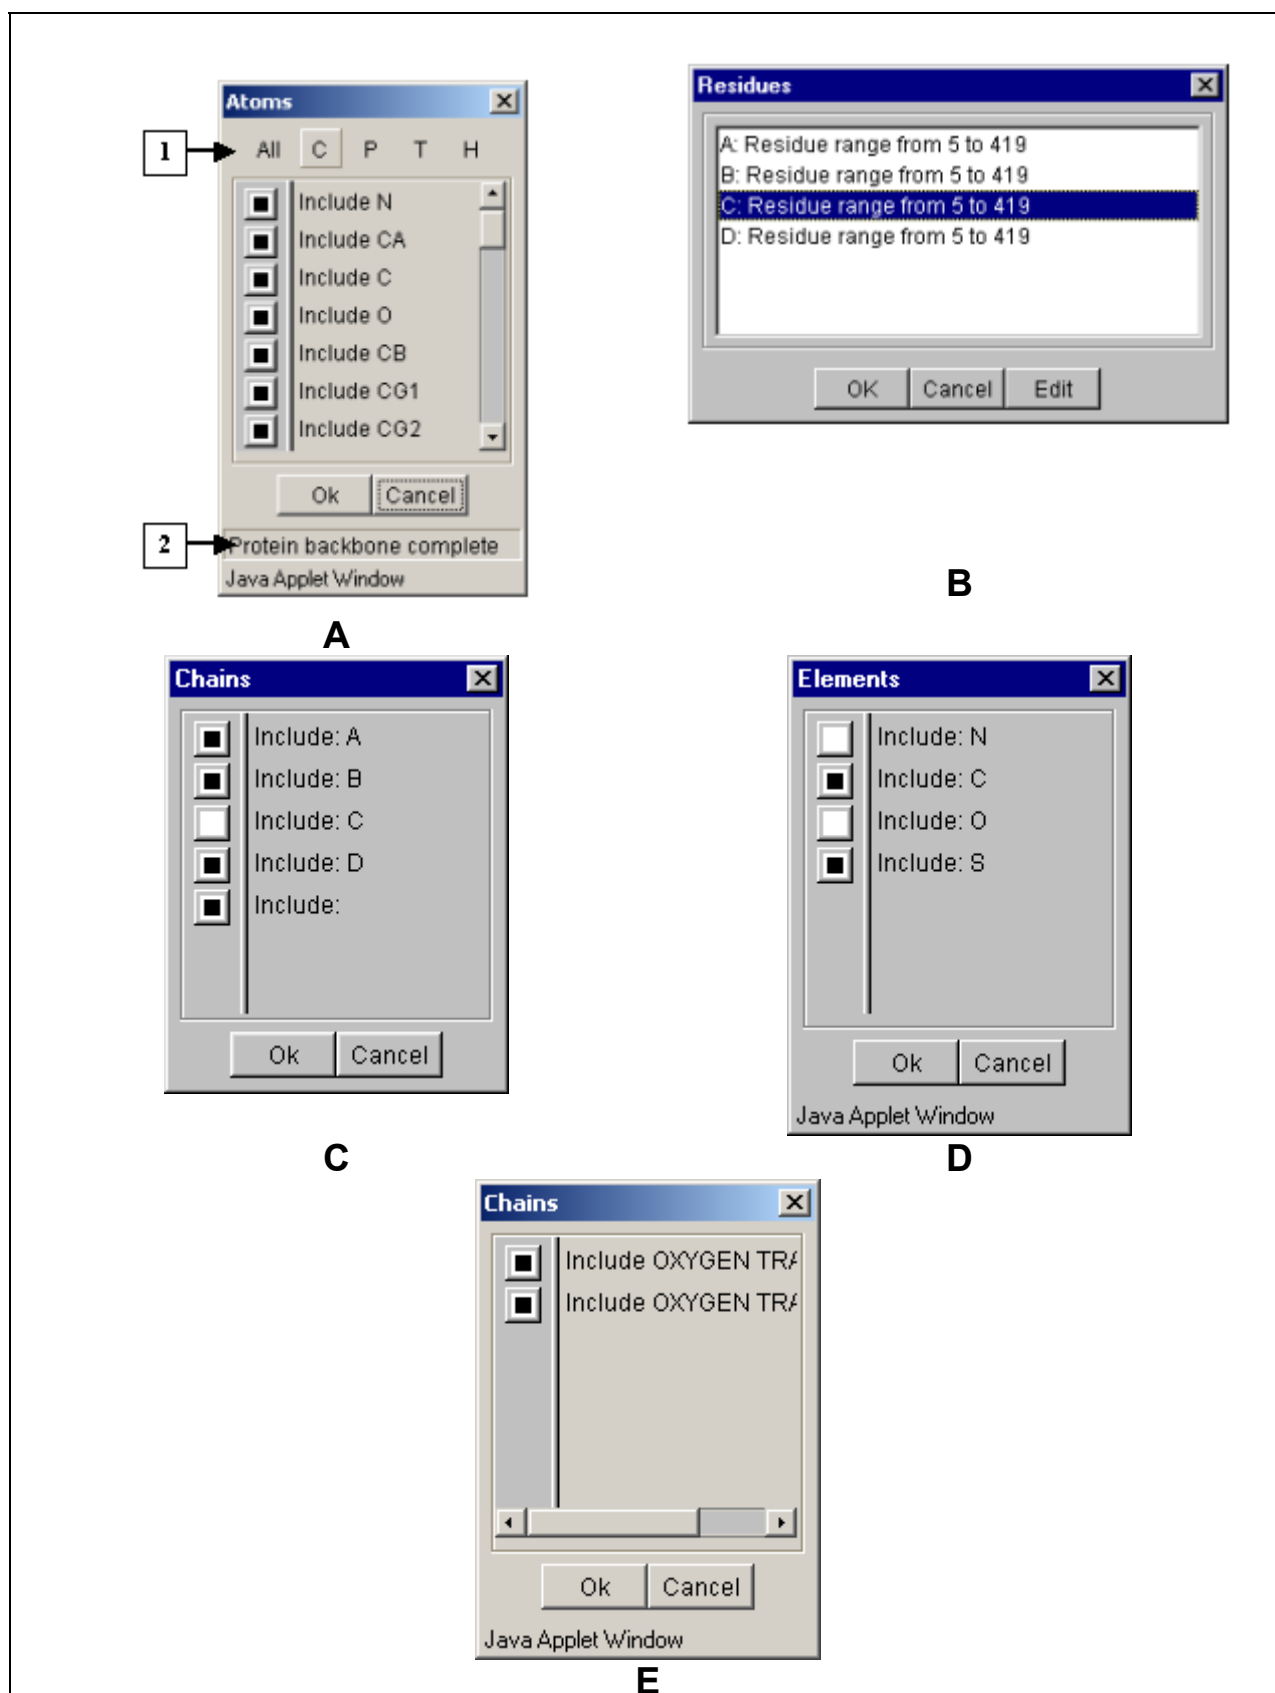 Atoms
1
All C P T H
Include N
Include CA
Include C
Include O
Include CB
Include CG1
Include CG2
Ok Cancel
2
Protein backbone complete
Java Applet Window
A
Residues
A: Residue range from 5 to 419
B: Residue range from 5 to 419
C: Residue range from 5 to 419
D: Residue range from 5 to 419
OK Cancel Edit
B
Chains
Include: A
Include: B
Include: C
Include: D
Include:
Ok Cancel
C
Elements
Include: N
Include: C
Include: O
Include: S
Ok Cancel
Java Applet Window
D
Chains
Include OXYGEN TRA
Include OXYGEN TRA
Ok Cancel
Java Applet Window
E